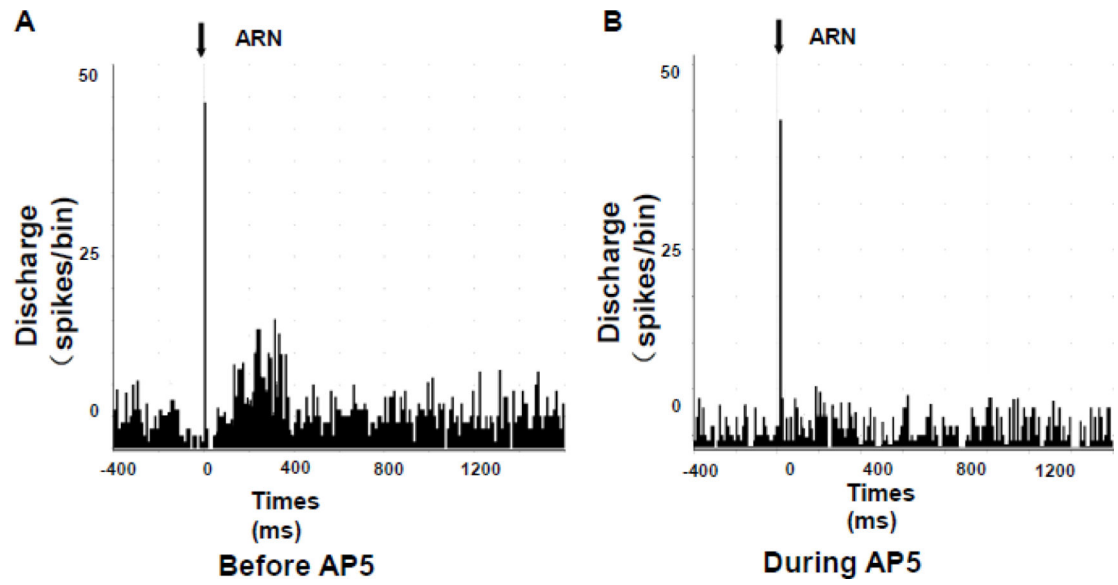 A
ARN
50
25
0
Discharge
（spikes/bin)
-400
0
400
800
1200
Times
(ms)
Before AP5
B
ARN
50
25
0
Discharge
（spikes/bin)
-400
0
400
800
1200
Times
(ms)
During AP5